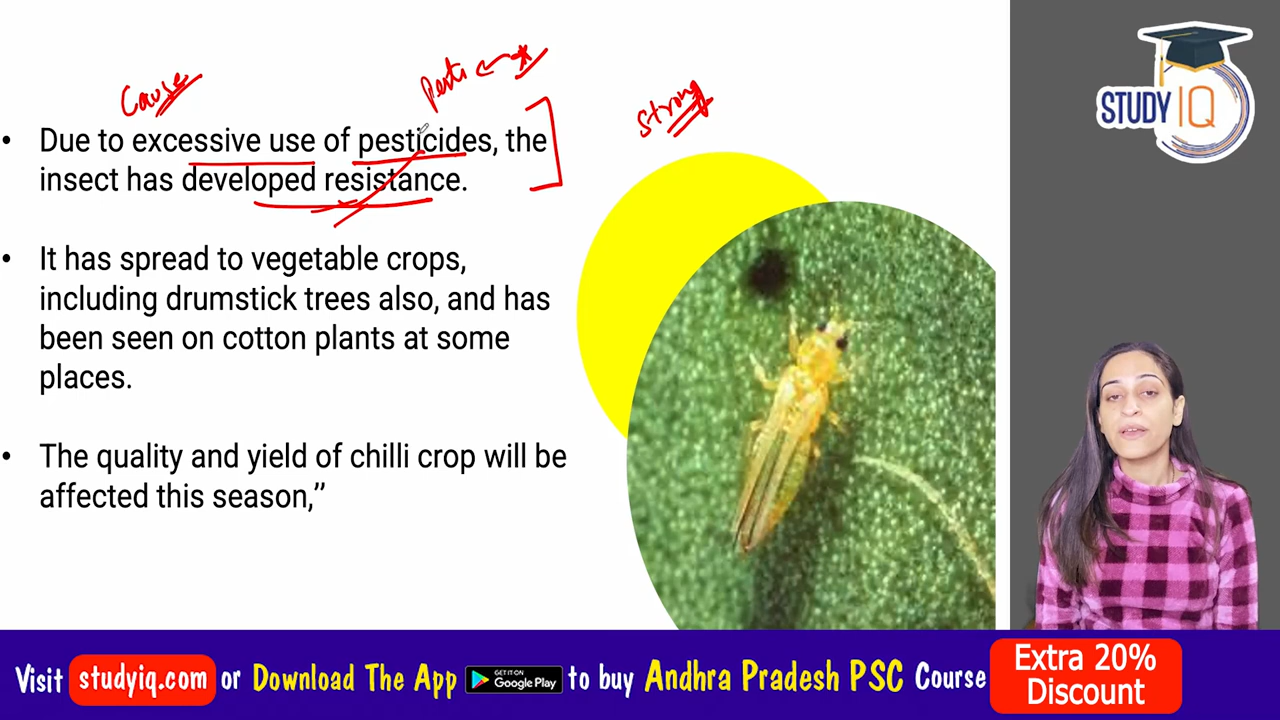 Cause
Pesti
Strong
• Due to excessive use of pesticides, the
insect has developed resistance.
• It has spread to vegetable crops,
including drumstick trees also, and has
been seen on cotton plants at some
places.
• The quality and yield of chilli crop will be
affected this season,”
STUDY IQ
Visit studyiq.com or Download The App GET IT ON Google Play to buy Andhra Pradesh PSC Course
Extra 20%
Discount